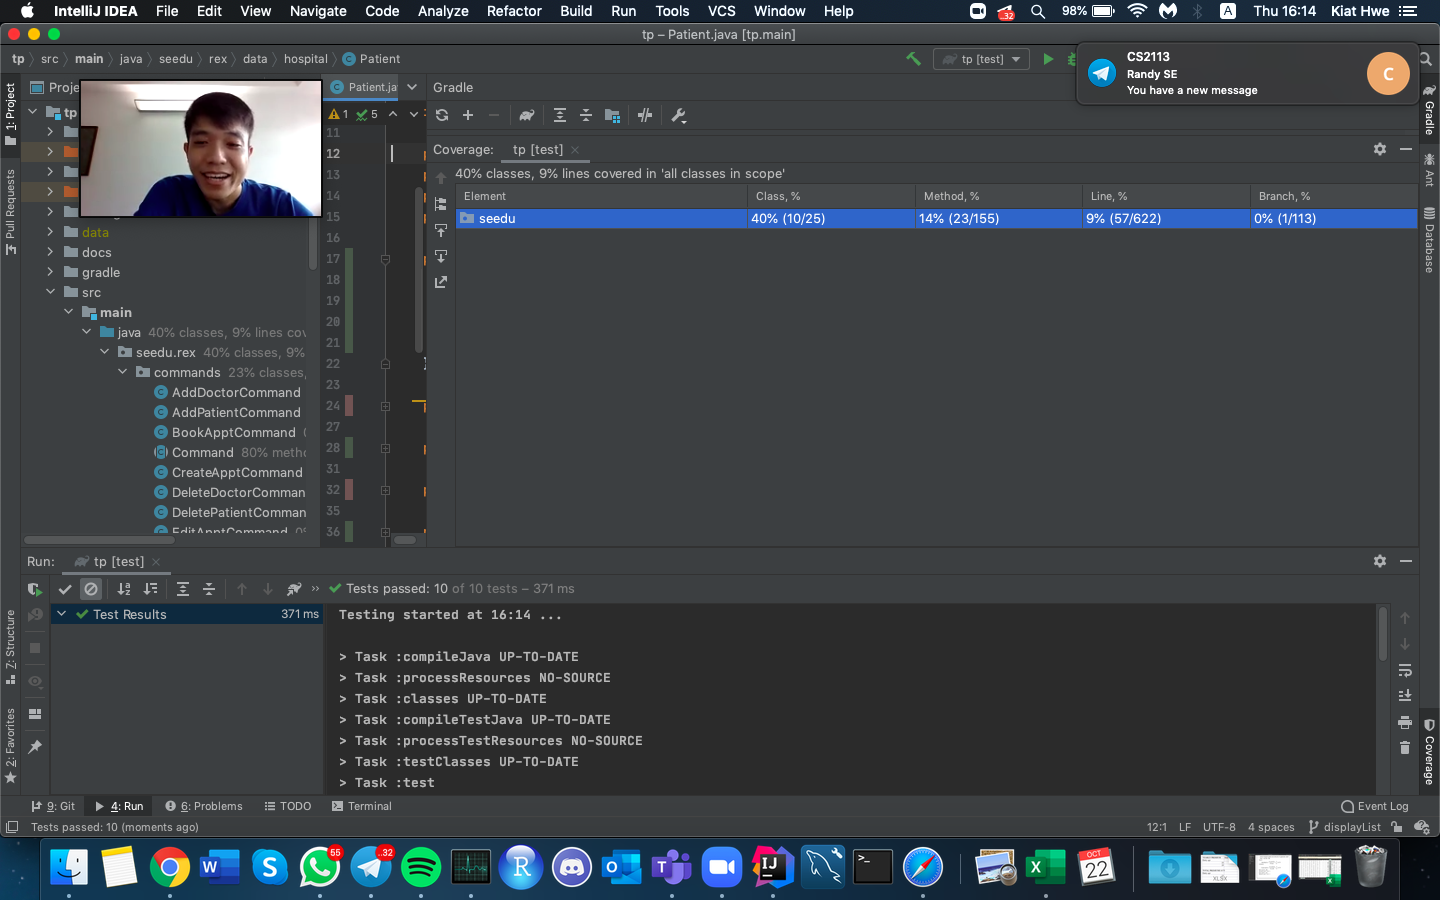 IntelliJ IDEA File Edit View Navigate Code Analyze Refactor Build Run Tools VCS Window Help
..32 98% A Thu 16:14 Kiat Hwe
tp – Patient.java [tp.main]
tp src main java seedu rex data hospital C Patient
tp [test]
CS2113
Randy SE
You have a new message
C
1: Project
Pull Requests
Z: Structure
2: Favorites
Proje
tp
data
docs
gradle
src
main
java 40% classes, 9% lines cov
seedu.rex 40% classes, 9%
commands 23% classes,
C AddDoctorCommand
C AddPatientCommand
C BookApptCommand
C Command 80% metho
C CreateApptCommand
C DeleteDoctorComman
C DeletePatientComman
C EditApptCommand 0%
C Patient.ja
1 5
11
12
13
14
15
16
17
18
19
20
21
22
23
24
27
28
31
32
35
36
Gradle
Coverage: tp [test]
40% classes, 9% lines covered in 'all classes in scope'
Element Class, % Method, % Line, % Branch, %
seedu 40% (10/25) 14% (23/155) 9% (57/622) 0% (1/113)
Gradle
Ant
Database
Coverage
Run: tp [test]
Tests passed: 10 of 10 tests – 371 ms
Test Results 371 ms
Testing started at 16:14 ...
> Task :compileJava UP-TO-DATE
> Task :processResources NO-SOURCE
> Task :classes UP-TO-DATE
> Task :compileTestJava UP-TO-DATE
> Task :processTestResources NO-SOURCE
> Task :testClasses UP-TO-DATE
> Task :test
9: Git 4: Run 6: Problems TODO Terminal Event Log
Tests passed: 10 (moments ago) 12:1 LF UTF-8 4 spaces displayList
W S 55 ..32 R O T IJ >_ X OCT 22 XLSX